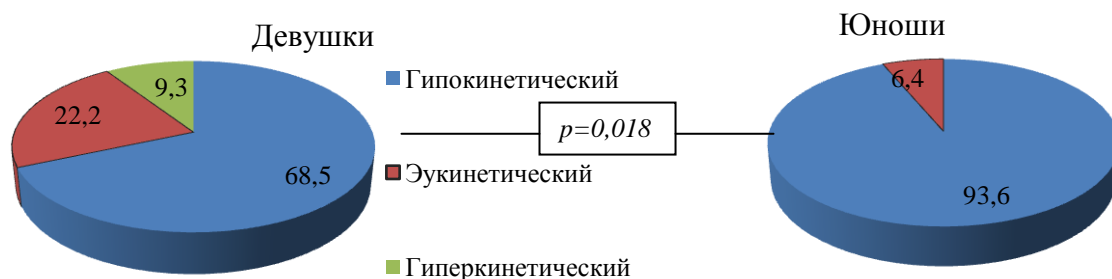 Девушки
9,3
22,2
68,5
Гипокинетический
Эукинетический
Гиперкинетический
p=0,018
Юноши
6,4
93,6